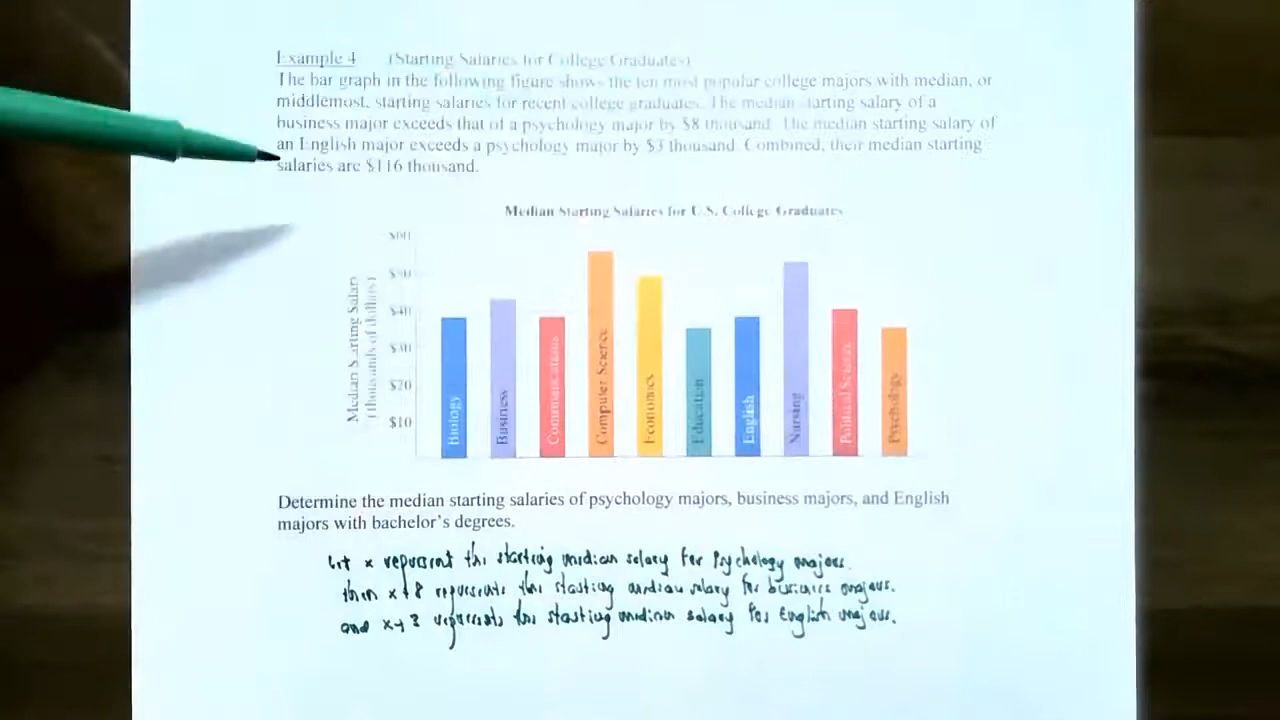 Example 4 (Starting Salaries for College Graduates)
The bar graph in the following figure shows the ten most popular college majors with median, or
middlemost, starting salaries for recent college graduates. The median starting salary of a
business major exceeds that of a psychology major by $8 thousand. The median starting salary of
an English major exceeds a psychology major by $3 thousand. Combined, their median starting
salaries are $116 thousand.
Median Starting Salaries for U.S. College Graduates
Median Starting Salary
(thousands of dollars)
$60
$50
$40
$30
$20
$10
Biology
Business
Communications
Computer Science
Economics
Education
English
Nursing
Political Science
Psychology
Determine the median starting salaries of psychology majors, business majors, and English
majors with bachelor's degrees.
Let x represent the starting median salary for Psychology majors.
then x+8 represents the starting median salary for business majors.
and x+3 represents the starting median salary for English majors.